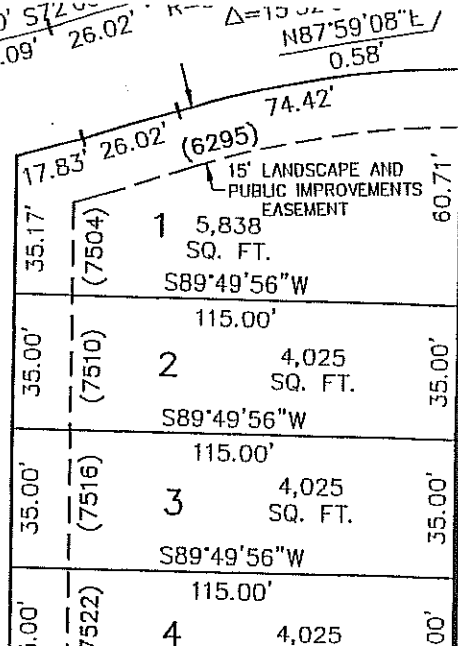 26.02'
N87°59'08"E
0.58'
17.83' 26.02' 74.42'
(6295)
15' LANDSCAPE AND
PUBLIC IMPROVEMENTS
EASEMENT
60.71'
35.17'
(7504)
1 5,838
SQ. FT.
S89°49'56"W
115.00'
35.00'
(7510)
2 4,025
SQ. FT.
35.00'
S89°49'56"W
115.00'
35.00'
(7516)
3 4,025
SQ. FT.
35.00'
S89°49'56"W
115.00'
4 4,025